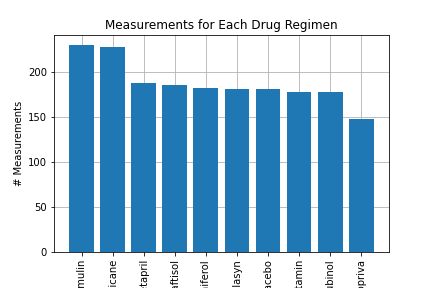 Measurements for Each Drug Regimen
# Measurements
200
150
100
50
0
mulin
icane
tapril
aftisol
niferol
lasyn
acebo
tamin
ubinol
opriva